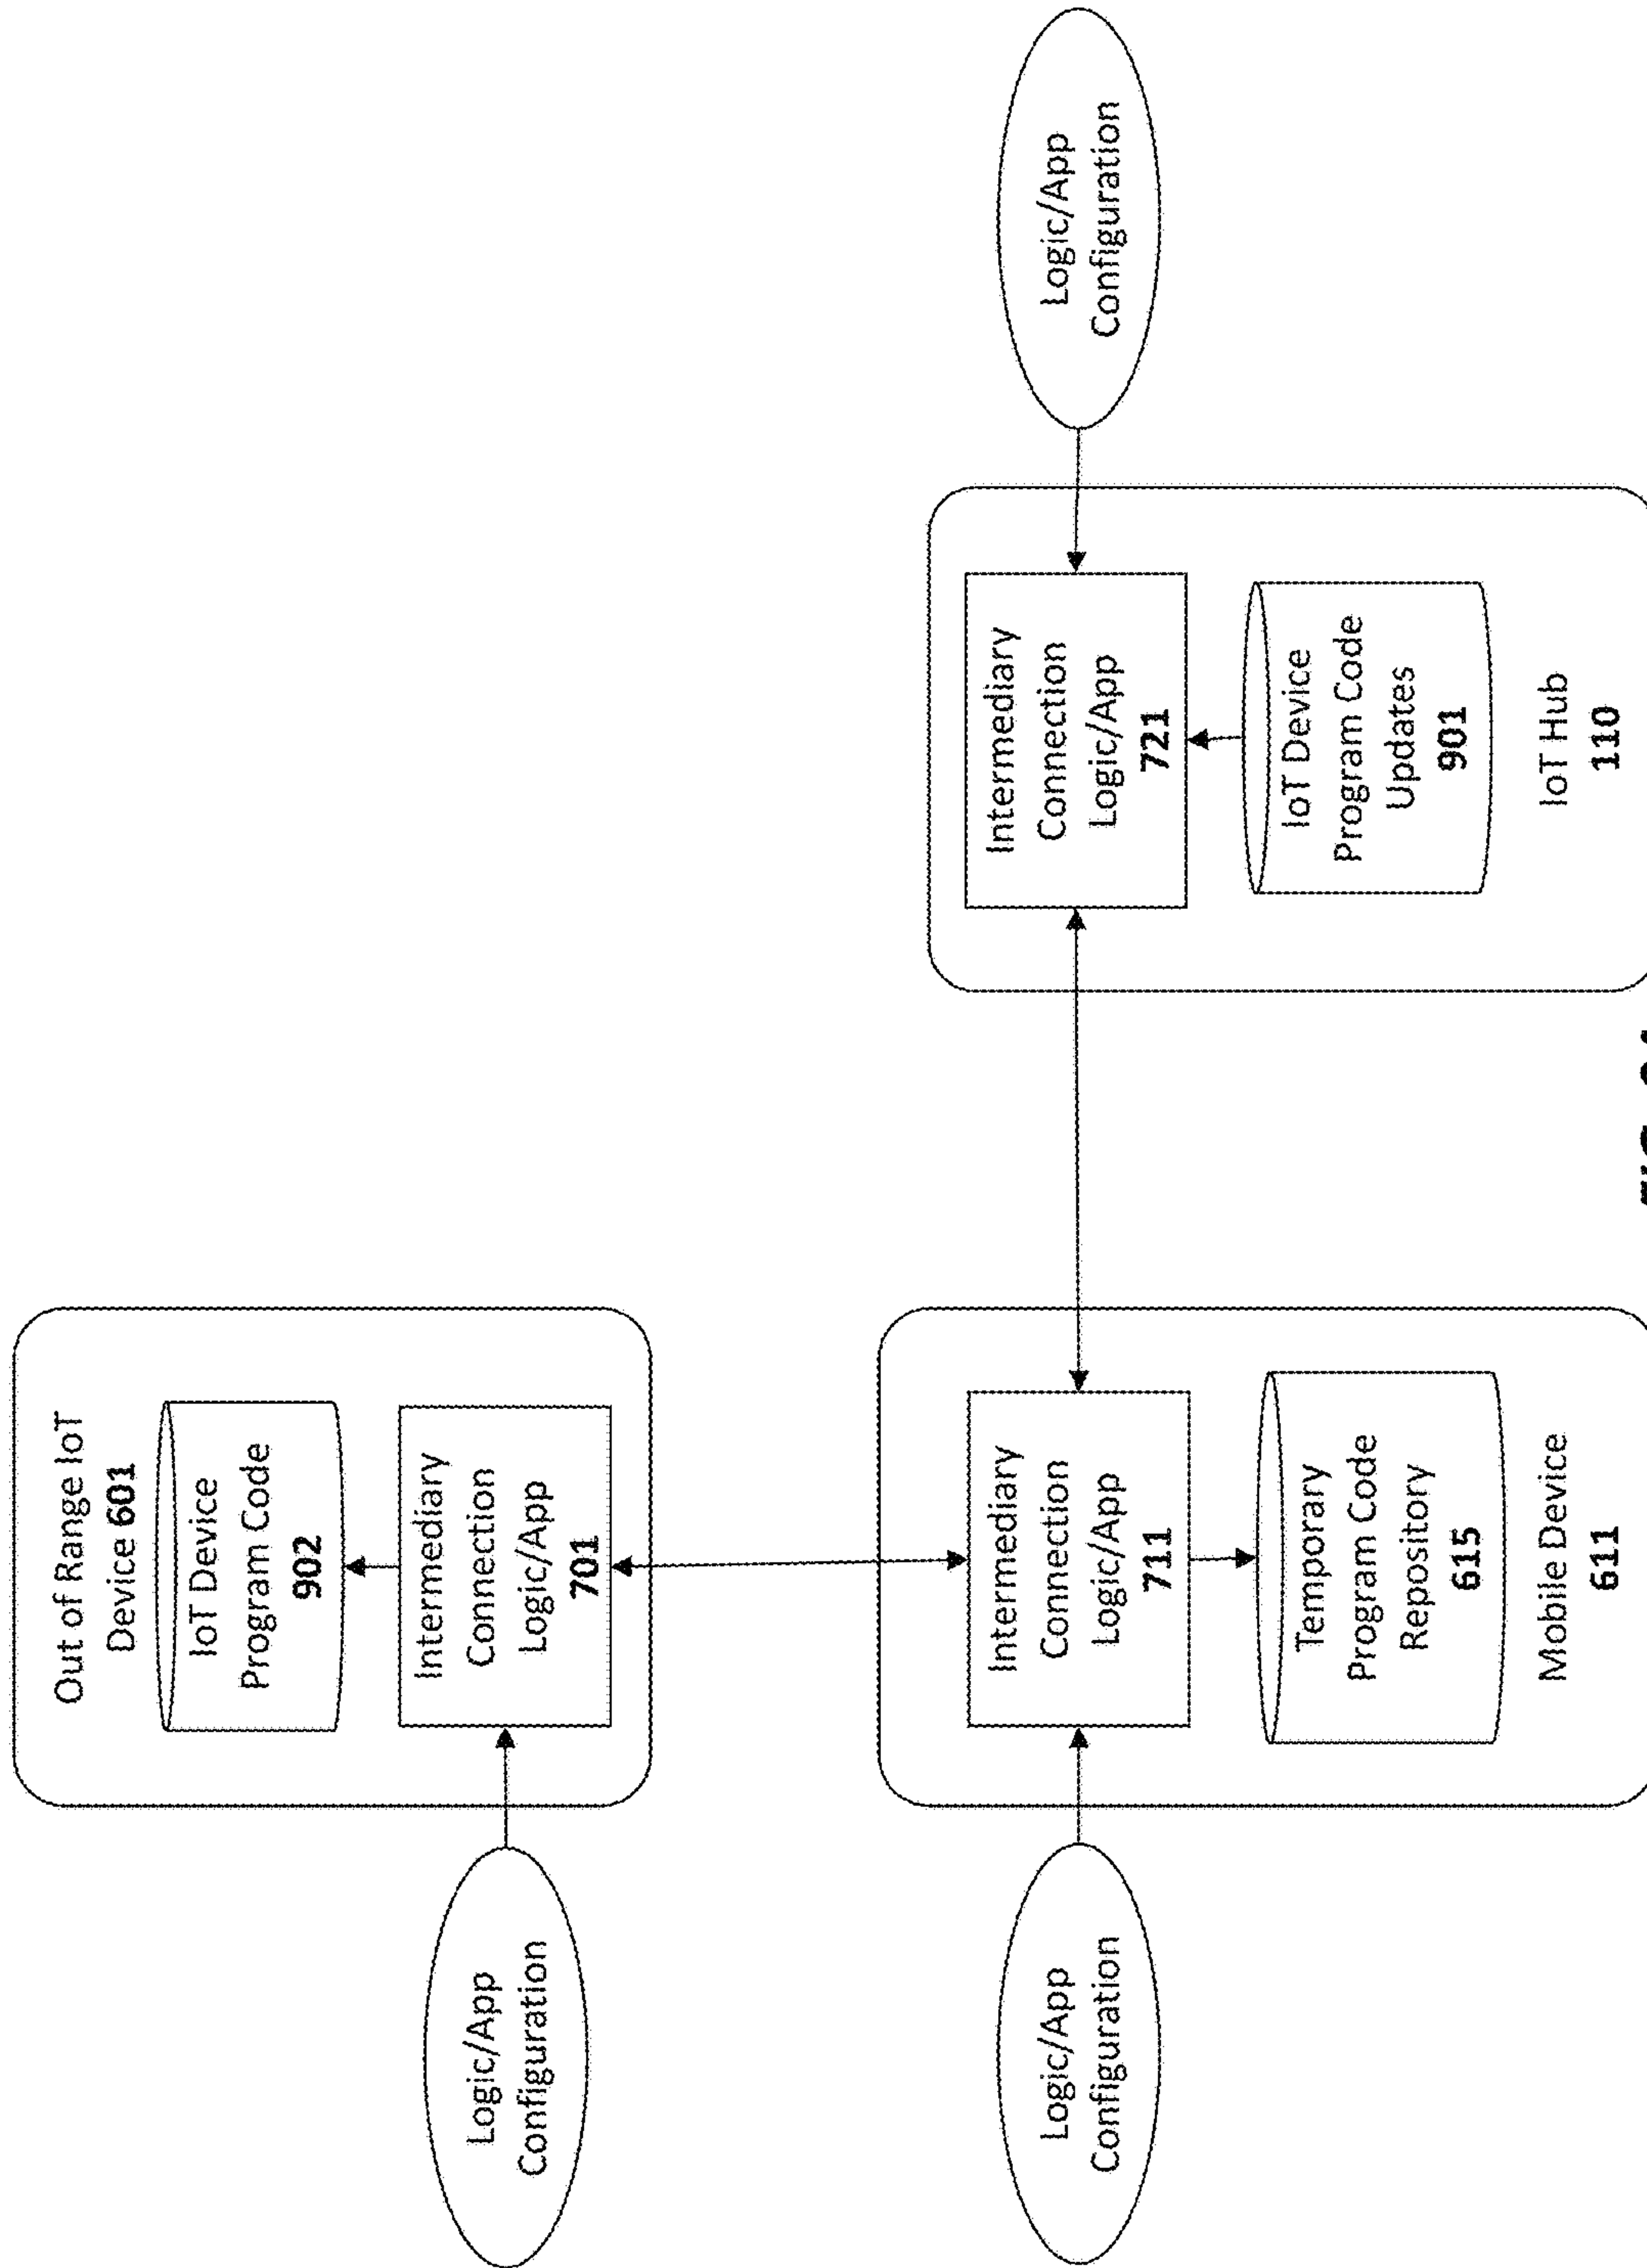 Out of Range IoT
Device 601
IoT Device
Program Code
902
Logic/App
Configuration
Intermediary
Connection
Logic/App
701
Logic/App
Configuration
Intermediary
Connection
Logic/App
711
Temporary
Program Code
Repository
615
Mobile Device
611
Intermediary
Connection
Logic/App
721
IoT Device
Program Code
Updates
901
IoT Hub
110
Logic/App
Configuration